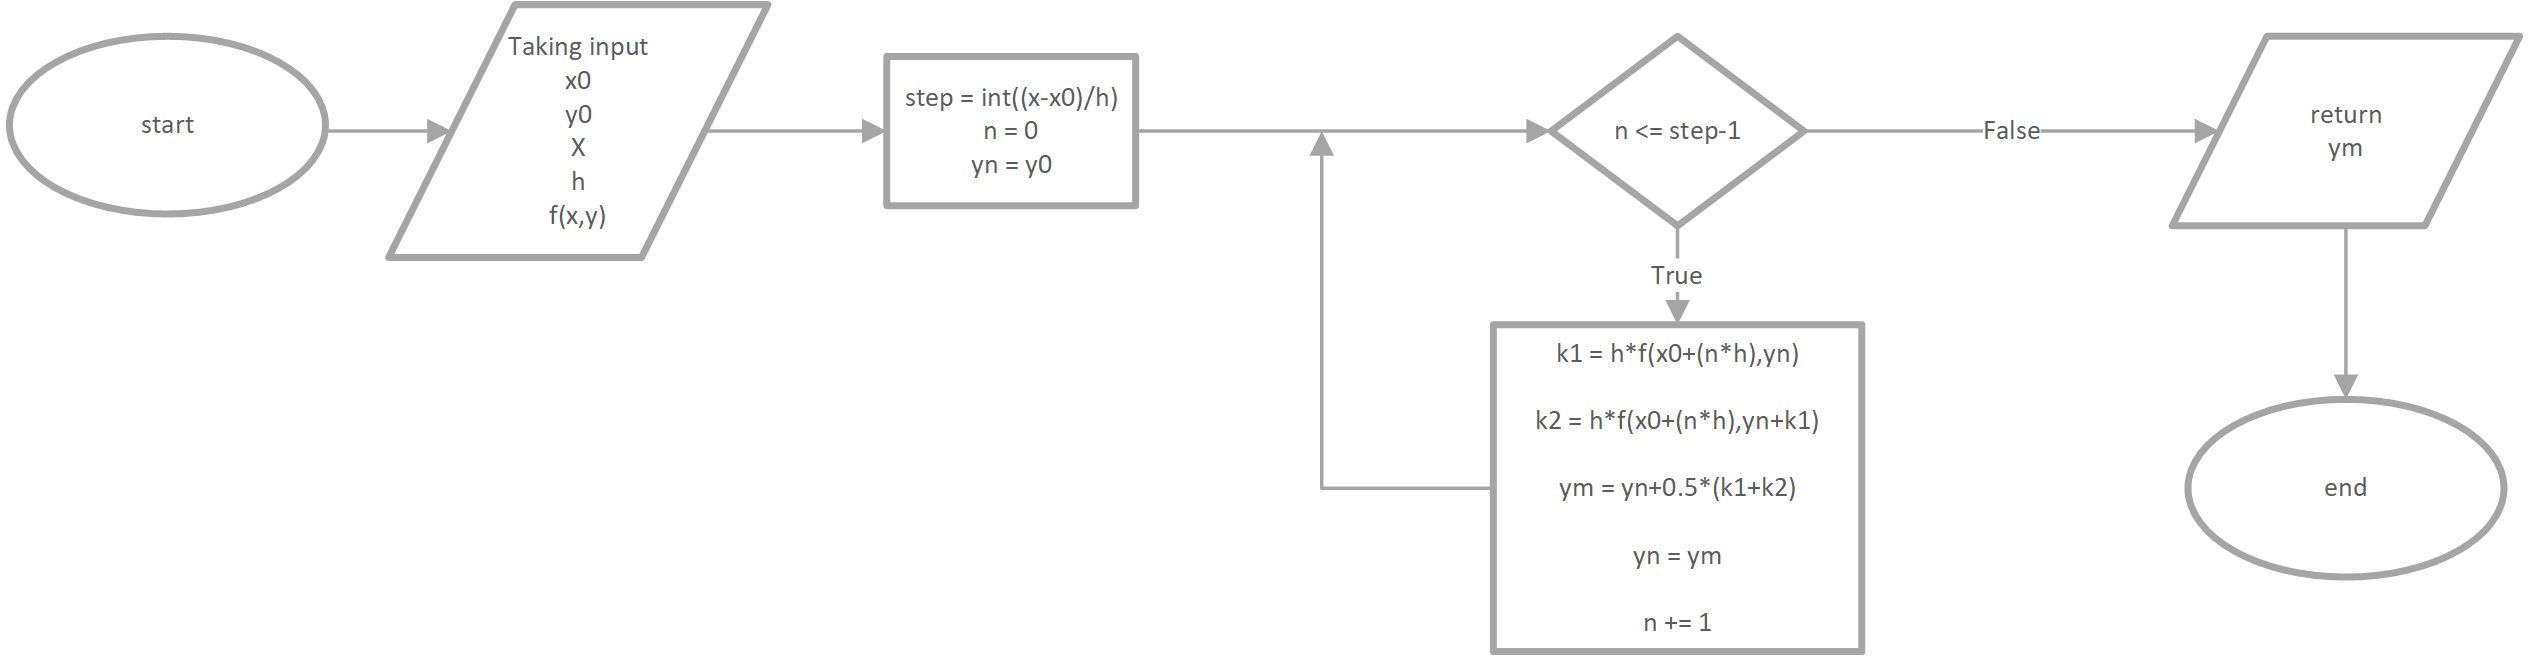 start
Taking input
x0
y0
X
h
f(x,y)
step = int((x-x0)/h)
n = 0
yn = y0
n <= step-1
False
return
ym
True
k1 = h*f(x0+(n*h),yn)
k2 = h*f(x0+(n*h),yn+k1)
ym = yn+0.5*(k1+k2)
yn = ym
n += 1
end